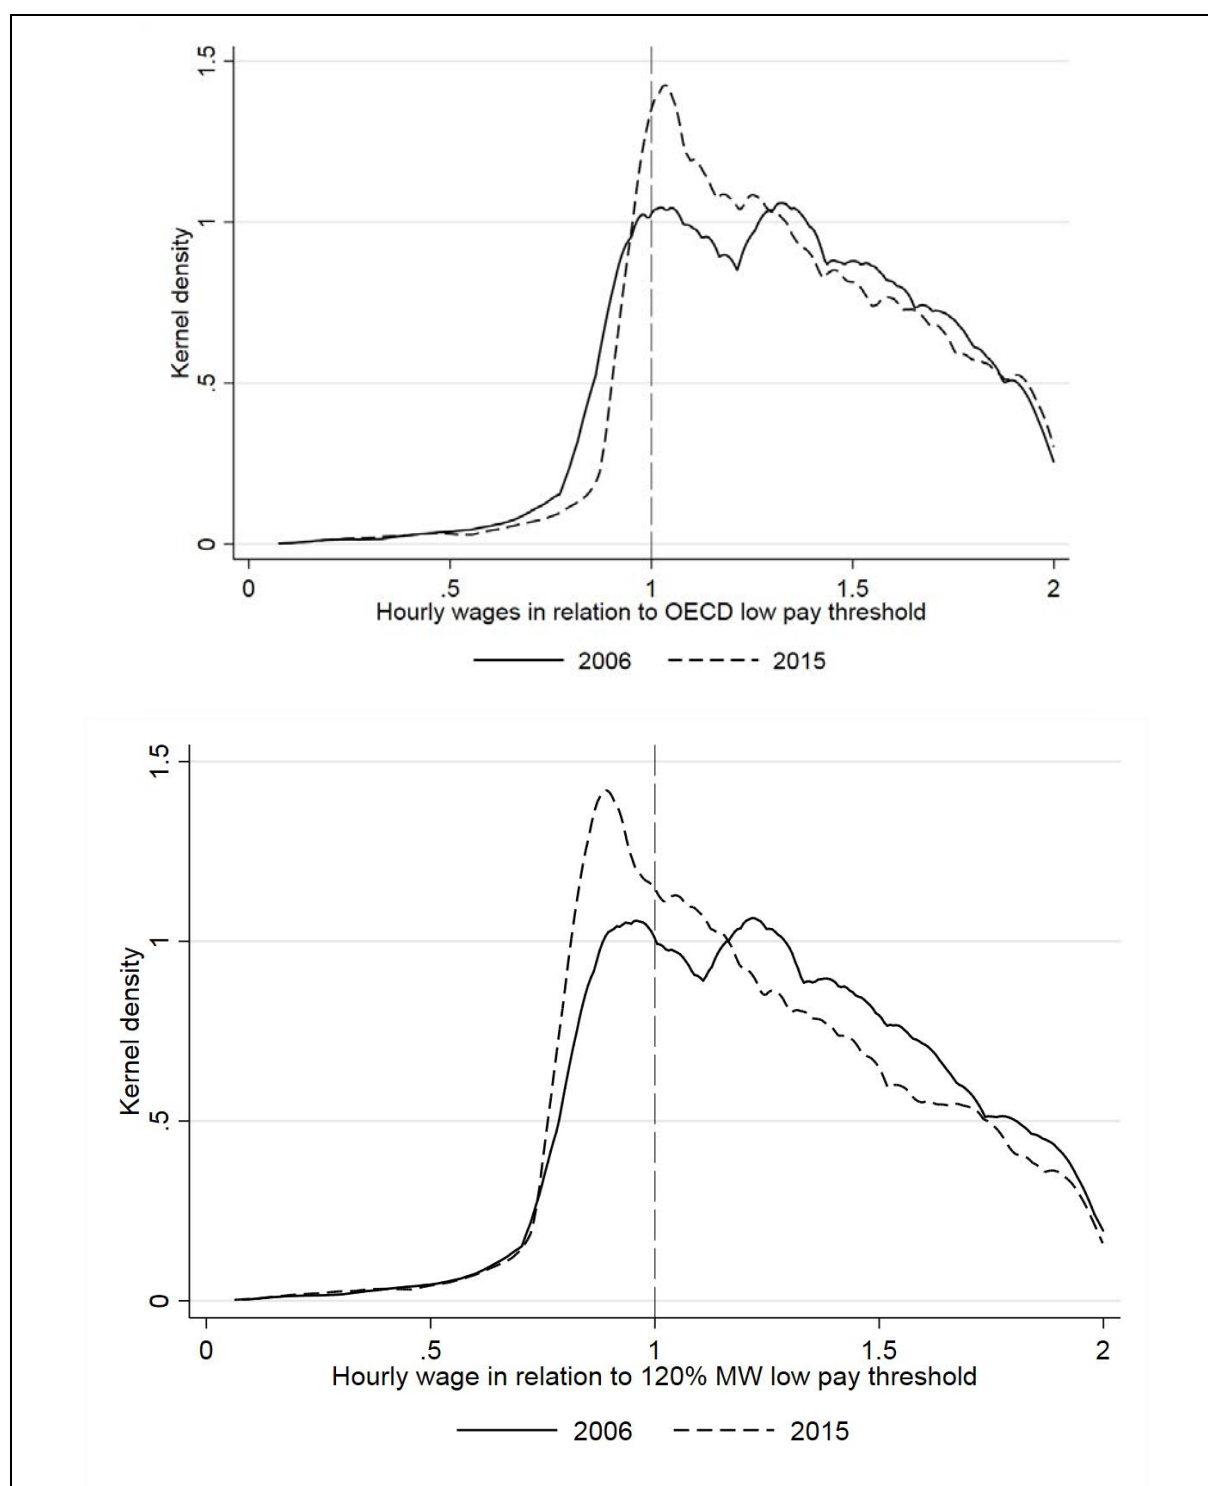 1.5
1
.5
0
Kernel density
0 .5 1 1.5 2
Hourly wages in relation to OECD low pay threshold
2006 2015
1.5
1
.5
0
Kernel density
0 .5 1 1.5 2
Hourly wage in relation to 120% MW low pay threshold
2006 2015